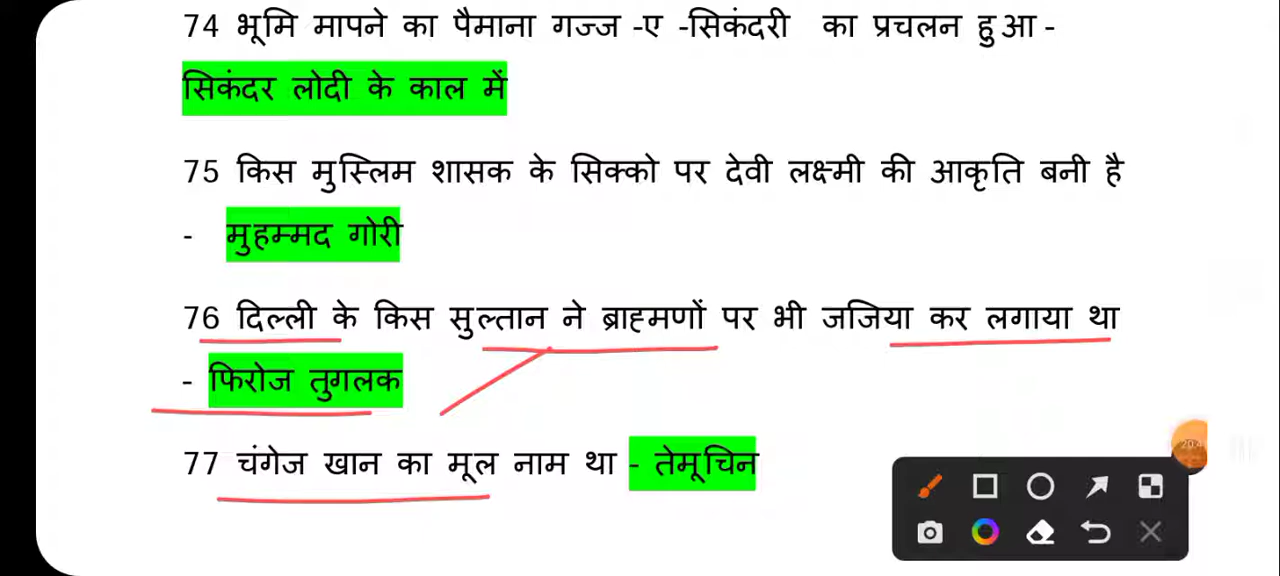 74 भूमि मापने का पैमाना गज्ज -ए -सिकंदरी का प्रचलन हुआ -
सिकंदर लोदी के काल में
75 किस मुस्लिम शासक के सिक्को पर देवी लक्ष्मी की आकृति बनी है
- मुहम्मद गोरी
76 दिल्ली के किस सुल्तान ने ब्राह्मणों पर भी जजिया कर लगाया था
- फिरोज तुगलक
77 चंगेज खान का मूल नाम था - तेमूचिन